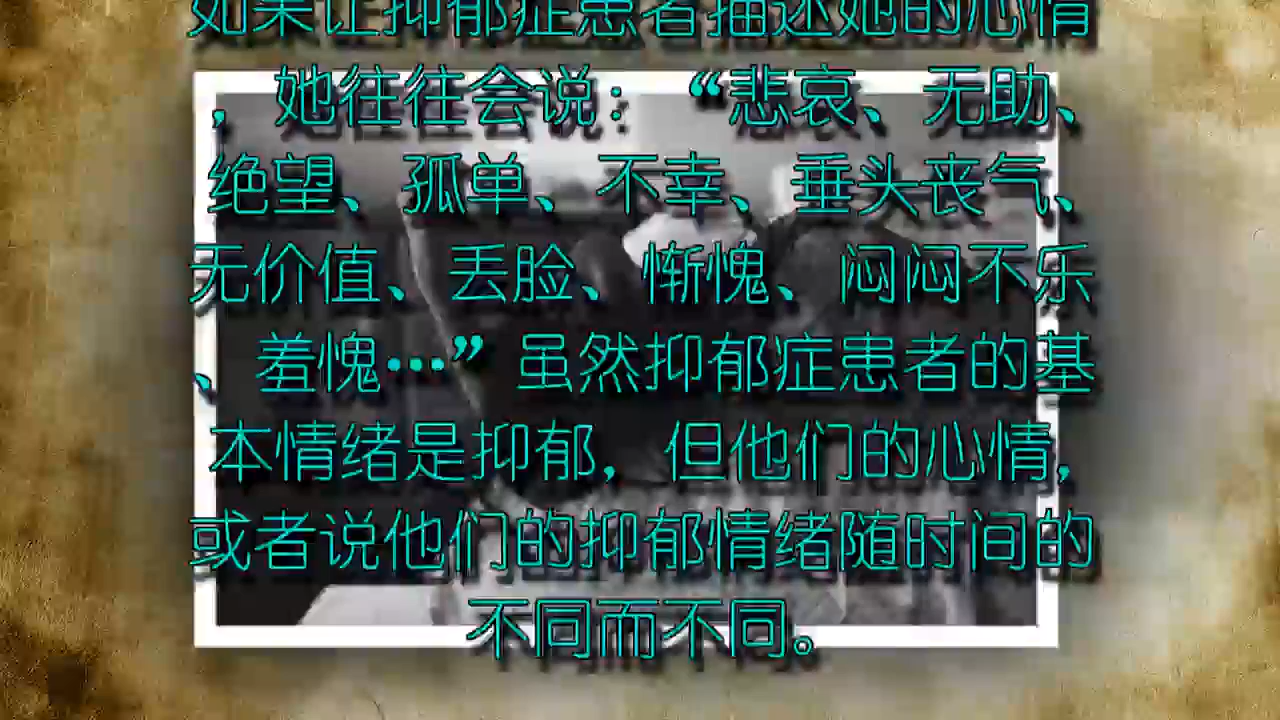 如果让抑郁症患者描述她的心情
，她往往会说：“悲哀、无助、
绝望、孤单、不幸、垂头丧气、
无价值、丢脸、惭愧、闷闷不乐
、羞愧…”虽然抑郁症患者的基
本情绪是抑郁，但他们的心情，
或者说他们的抑郁情绪随时间的
不同而不同。